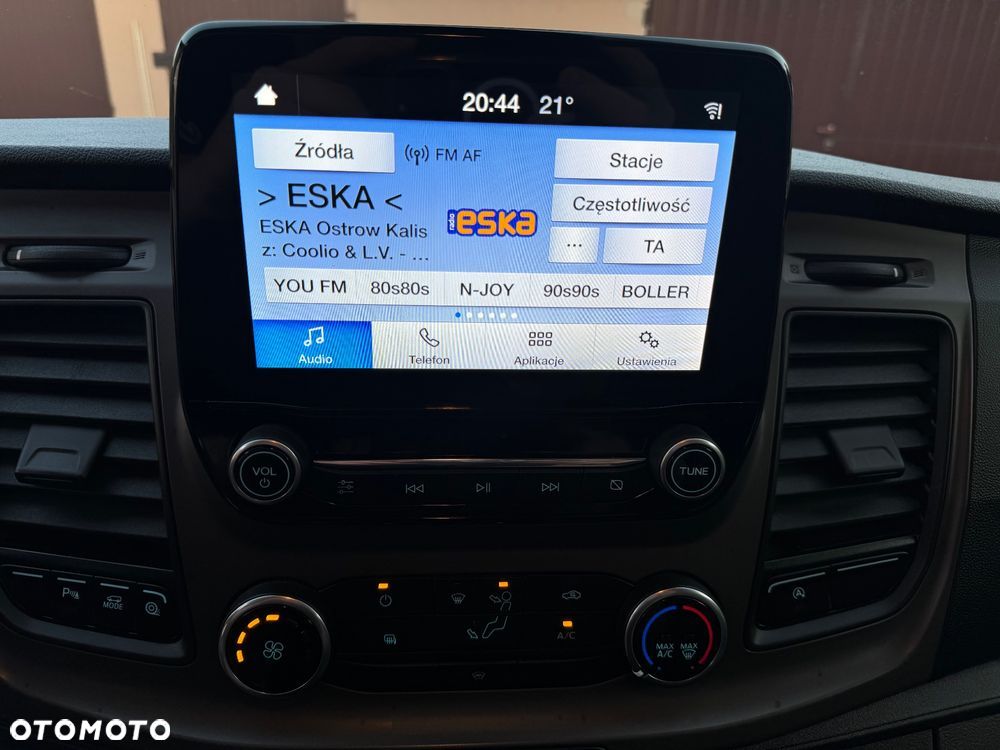 20:44 21°
Źródła
FM AF
Stacje
> ESKA <
Częstotliwość
ESKA Ostrow Kalis
radio eska
z: Coolio & L.V. - ...
...
TA
YOU FM 80s80s N-JOY 90s90s BOLLER
Audio Telefon Aplikacje Ustawienia
VOL
TUNE
P
MODE
A
A/C
MAX A/C
MAX
OTOMOTO